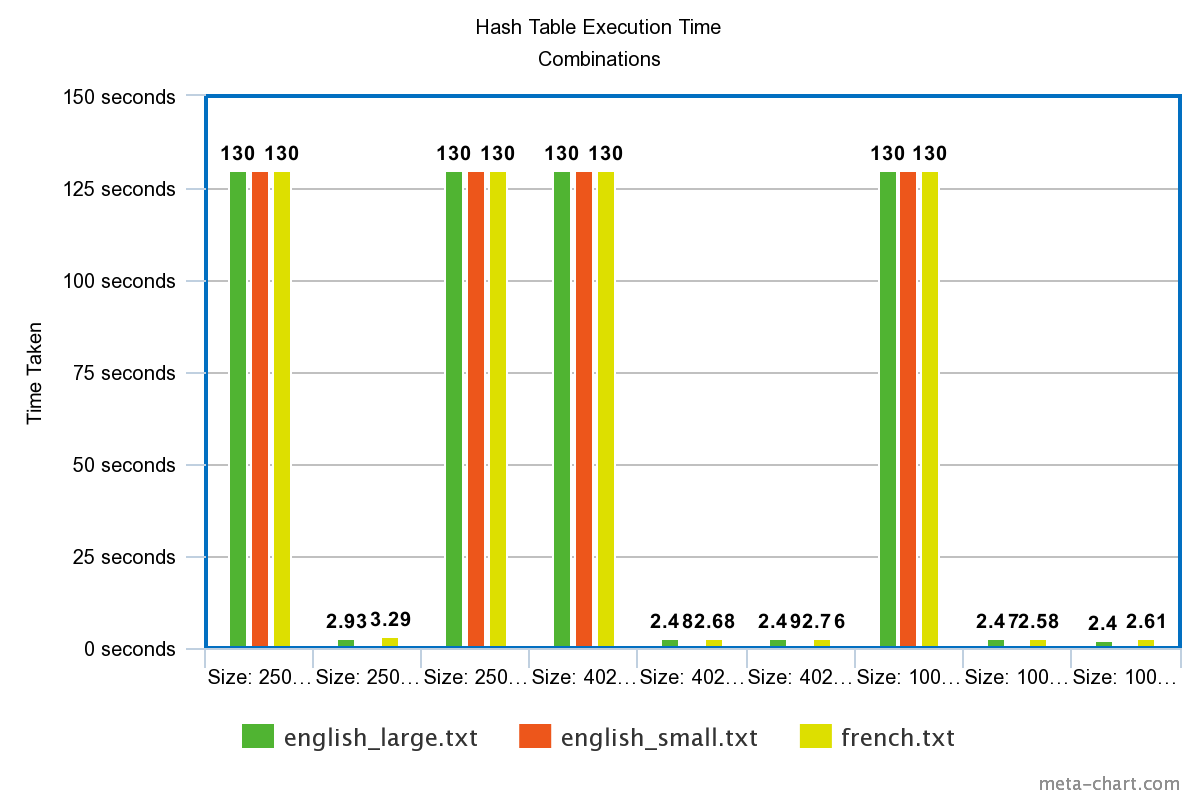 Hash Table Execution Time
Combinations
Time Taken
150 seconds
125 seconds
100 seconds
75 seconds
50 seconds
25 seconds
0 seconds
130 130
2.93 3.29
130 130
130 130
2.48 2.68
2.49 2.76
130 130
2.47 2.58
2.4 2.61
Size: 250… Size: 250… Size: 250… Size: 402… Size: 402… Size: 402… Size: 100… Size: 100… Size: 100…
english_large.txt english_small.txt french.txt
meta-chart.com